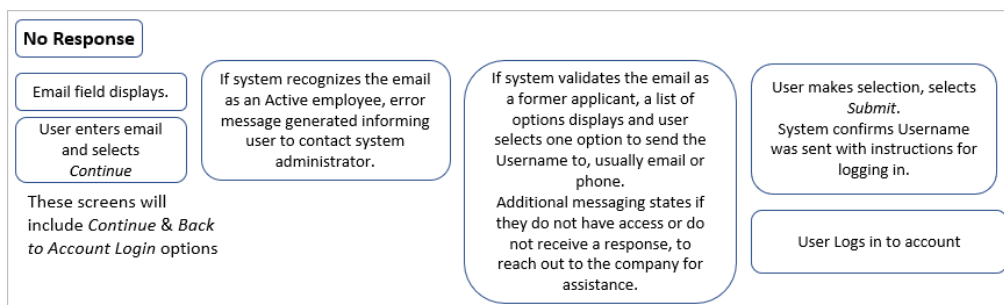 No Response
Email field displays.
User enters email
and selects
Continue
These screens will
include Continue & Back
to Account Login options
If system recognizes the email
as an Active employee, error
message generated informing
user to contact system
administrator.
If system validates the email as
a former applicant, a list of
options displays and user
selects one option to send the
Username to, usually email or
phone.
Additional messaging states if
they do not have access or do
not receive a response, to
reach out to the company for
assistance.
User makes selection, selects
Submit.
System confirms Username
was sent with instructions for
logging in.
User Logs in to account